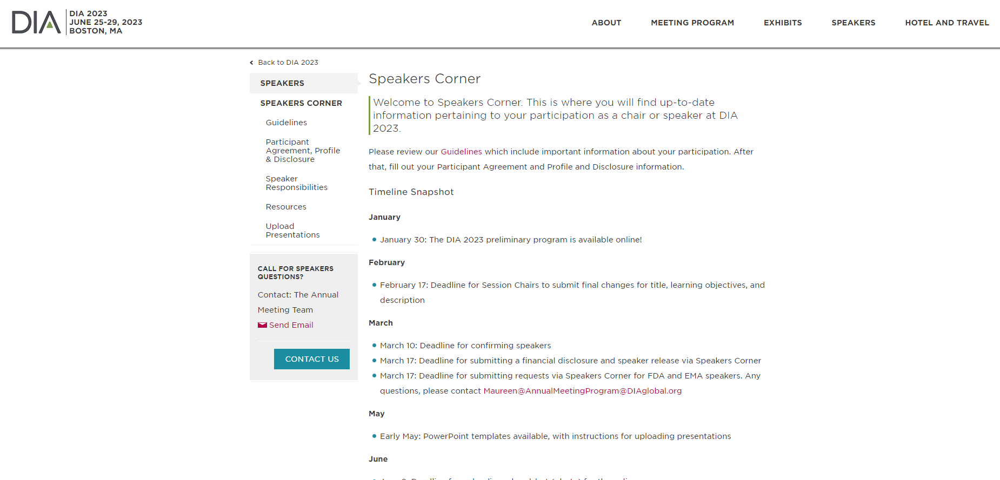 DIA
DIA 2023
JUNE 25-29, 2023
BOSTON, MA
ABOUT
MEETING PROGRAM
EXHIBITS
SPEAKERS
HOTEL AND TRAVEL
Back to DIA 2023
SPEAKERS
SPEAKERS CORNER
Guidelines
Participant
Agreement, Profile
& Disclosure
Speaker
Responsibilities
Resources
Upload
Presentations
CALL FOR SPEAKERS
QUESTIONS?
Contact: The Annual
Meeting Team
Send Email
CONTACT US
Speakers Corner
Welcome to Speakers Corner. This is where you will find up-to-date
information pertaining to your participation as a chair or speaker at DIA
2023.
Please review our Guidelines which include important information about your participation. After
that, fill out your Participant Agreement and Profile and Disclosure information.
Timeline Snapshot
January
January 30: The DIA 2023 preliminary program is available online!
February
February 17: Deadline for Session Chairs to submit final changes for title, learning objectives, and
description
March
March 10: Deadline for confirming speakers
March 17: Deadline for submitting a financial disclosure and speaker release via Speakers Corner
March 17: Deadline for submitting requests via Speakers Corner for FDA and EMA speakers. Any
questions, please contact Maureen@AnnualMeetingProgram@DIAglobal.org
May
Early May: PowerPoint templates available, with instructions for uploading presentations
June